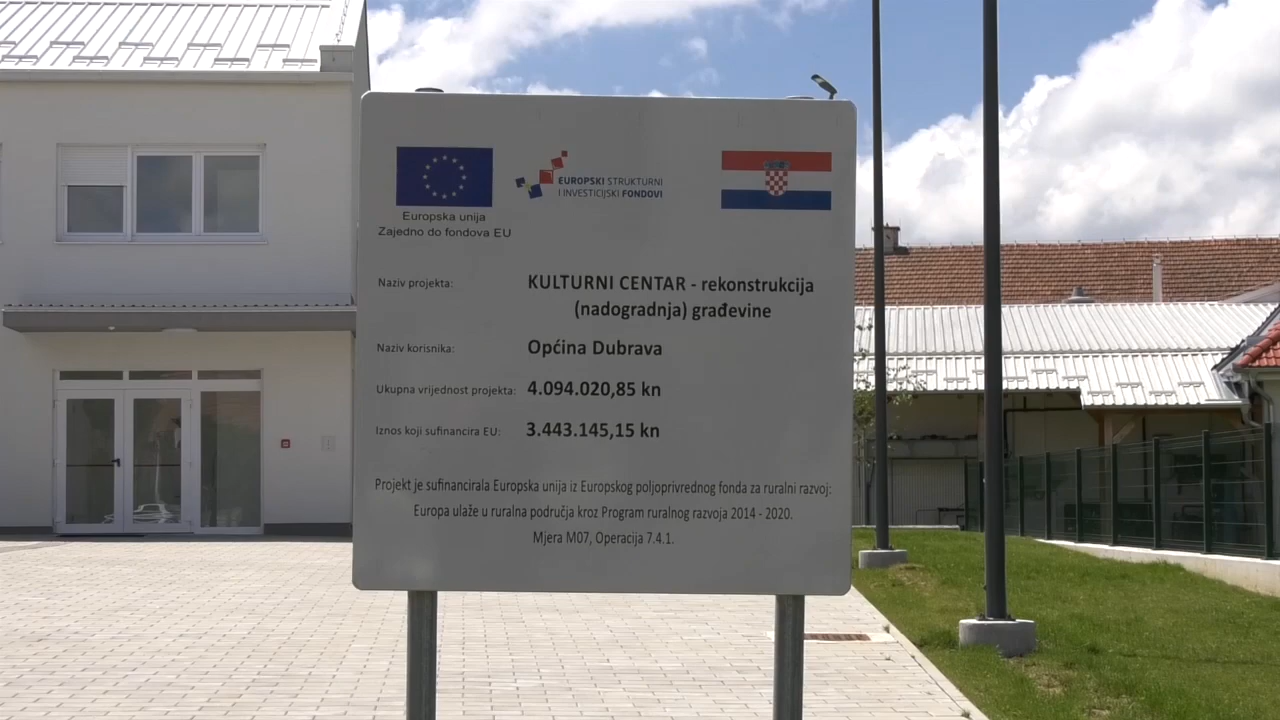 Europska unija
Zajedno do fondova EU
EUROPSKI STRUKTURNI
I INVESTICIJSKI FONDOVI
Naziv projekta: KULTURNI CENTAR - rekonstrukcija
(nadogradnja) građevine
Naziv korisnika: Općina Dubrava
Ukupna vrijednost projekta: 4.094.020,85 kn
Iznos koji sufinancira EU: 3.443.145,15 kn
Projekt je sufinancirala Europska unija iz Europskog poljoprivrednog fonda za ruralni razvoj:
Europa ulaže u ruralna područja kroz Program ruralnog razvoja 2014 - 2020.
Mjera M07, Operacija 7.4.1.